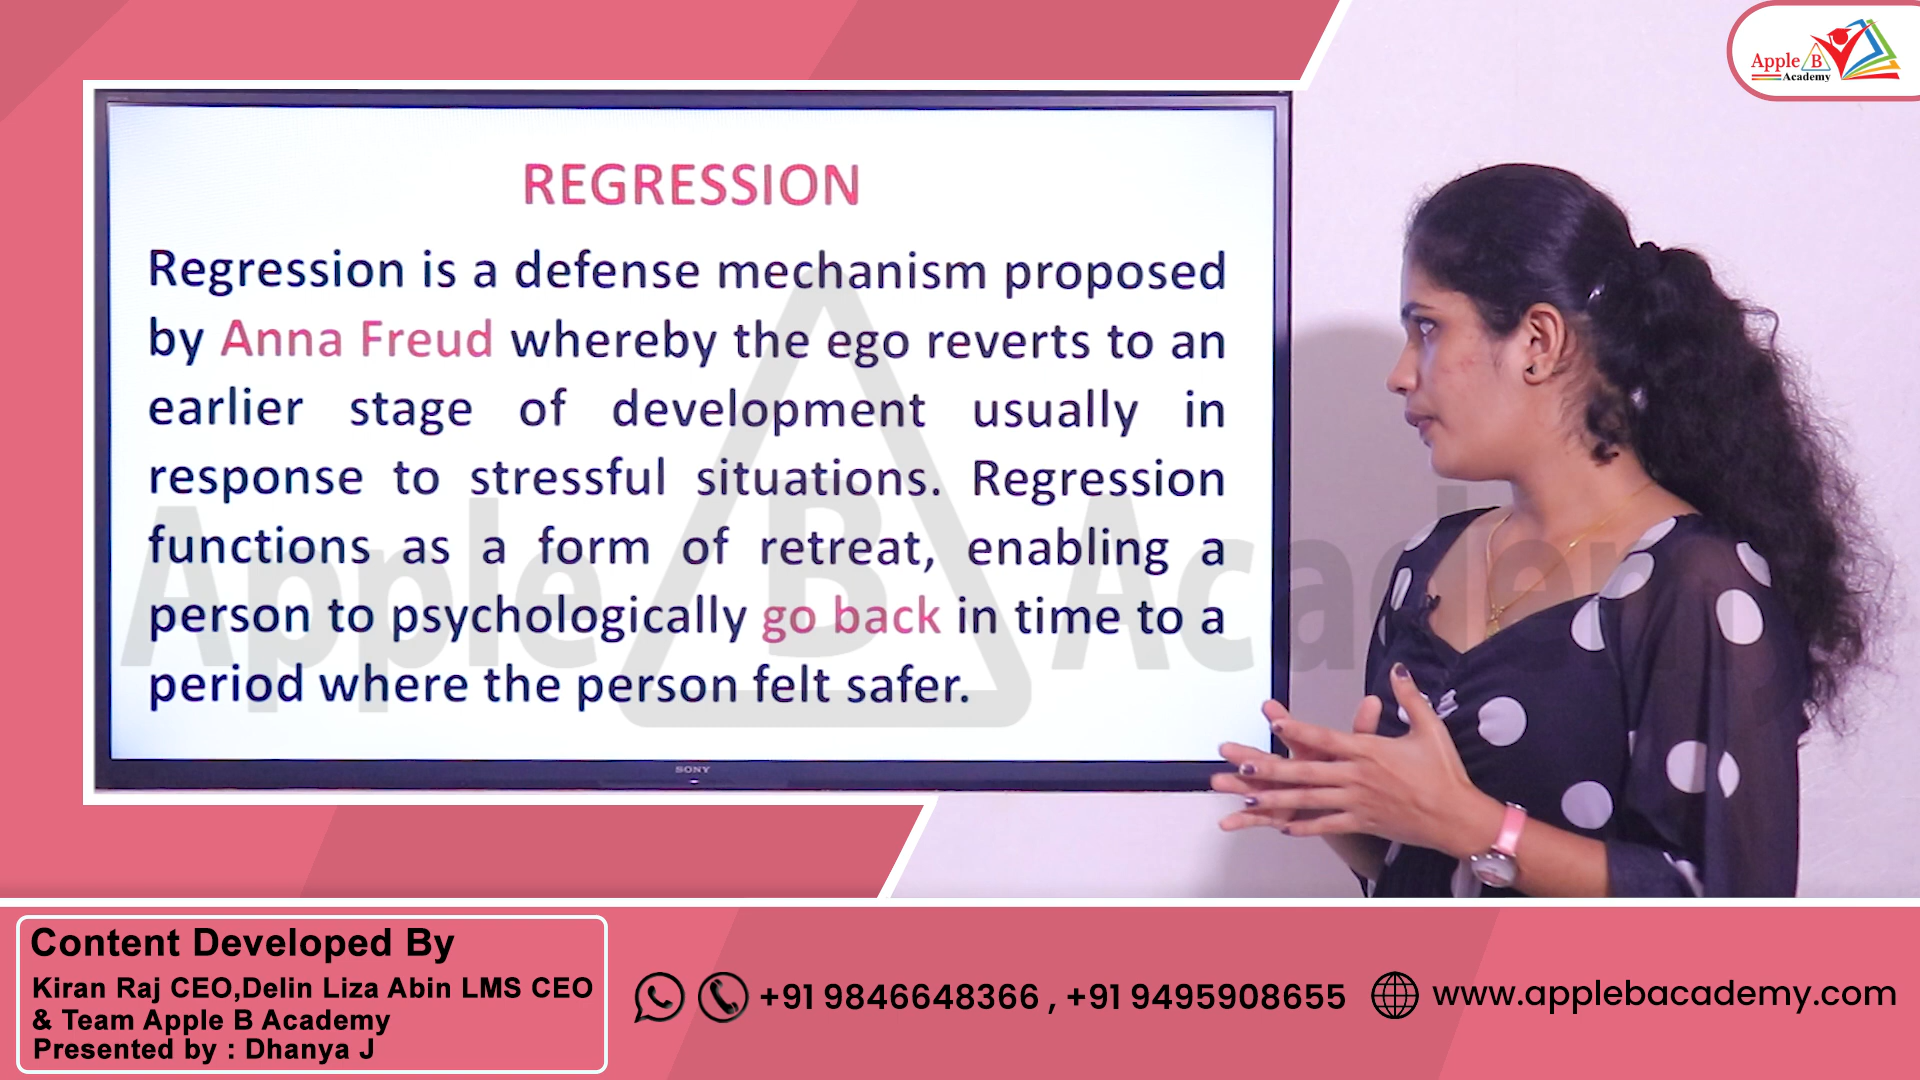 Apple B
Academy
REGRESSION
Regression is a defense mechanism proposed
by Anna Freud whereby the ego reverts to an
earlier stage of development usually in
response to stressful situations. Regression
functions as a form of retreat, enabling a
person to psychologically go back in time to a
period where the person felt safer.
Apple B Academy
SONY
Content Developed By
Kiran Raj CEO,Delin Liza Abin LMS CEO
& Team Apple B Academy
Presented by : Dhanya J
+91 9846648366 , +91 9495908655
www.applebacademy.com